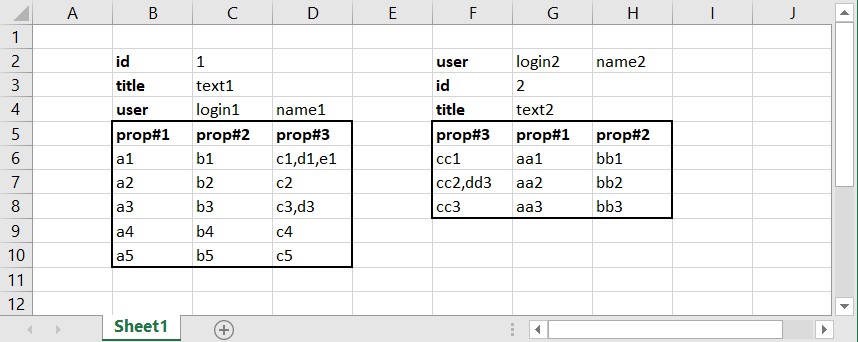 A B C D E F G H I J
1
2 id 1 user login2 name2
3 title text1 id 2
4 user login1 name1 title text2
5 prop#1 prop#2 prop#3 prop#3 prop#1 prop#2
6 a1 b1 c1,d1,e1 cc1 aa1 bb1
7 a2 b2 c2 cc2,dd3 aa2 bb2
8 a3 b3 c3,d3 cc3 aa3 bb3
9 a4 b4 c4
10 a5 b5 c5
11
12
Sheet1